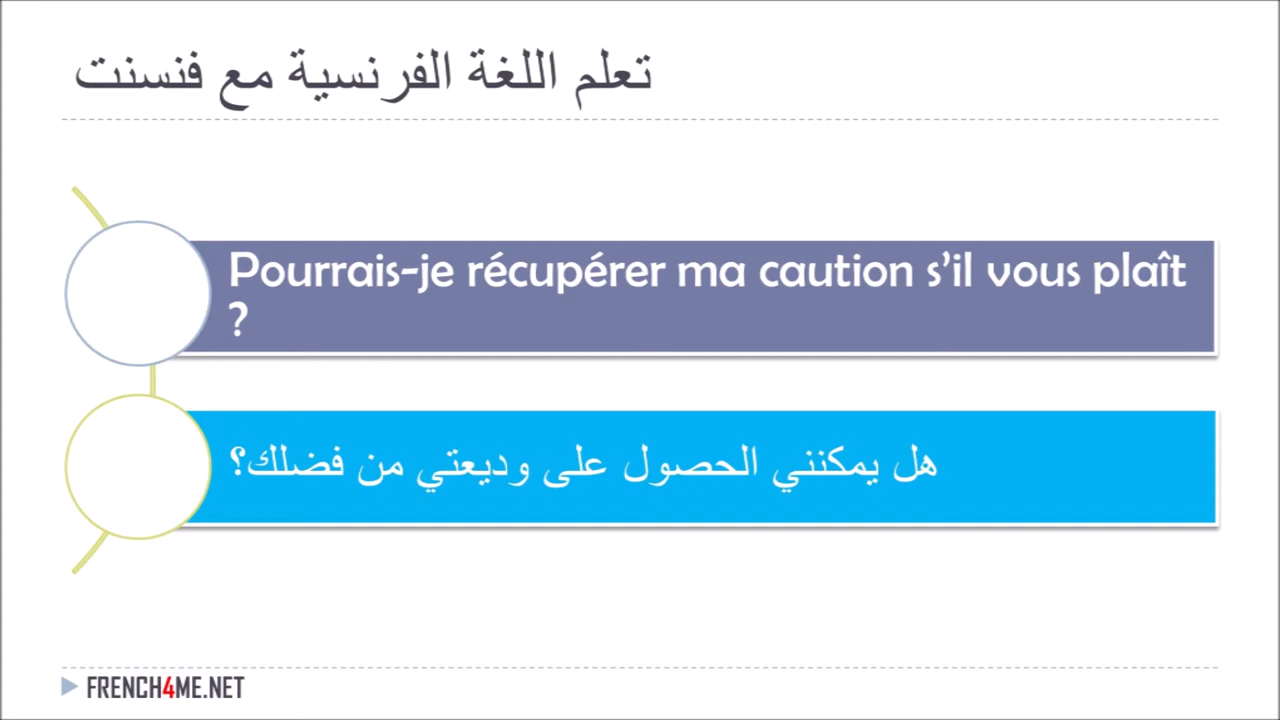 تعلم اللغة الفرنسية مع فنسنت
Pourrais-je récupérer ma caution s’il vous plaît
?
هل يمكنني الحصول على وديعتي من فضلك؟
FRENCH4ME.NET